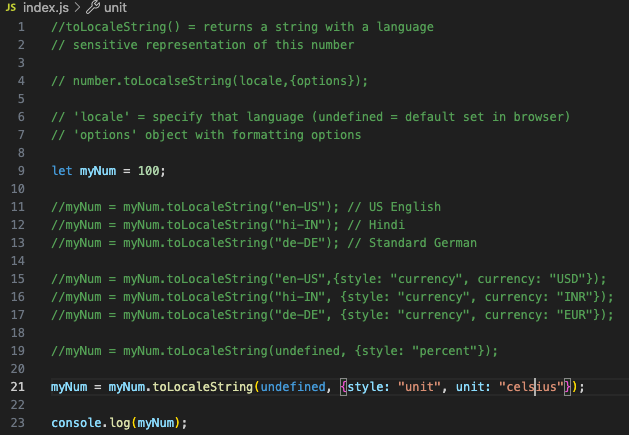 JS index.js > unit
1 //toLocaleString() = returns a string with a language
2 // sensitive representation of this number
3
4 // number.toLocalseString(locale,{options});
5
6 // 'locale' = specify that language (undefined = default set in browser)
7 // 'options' object with formatting options
8
9 let myNum = 100;
10
11 //myNum = myNum.toLocaleString("en-US"); // US English
12 //myNum = myNum.toLocaleString("hi-IN"); // Hindi
13 //myNum = myNum.toLocaleString("de-DE"); // Standard German
14
15 //myNum = myNum.toLocaleString("en-US",{style: "currency", currency: "USD"});
16 //myNum = myNum.toLocaleString("hi-IN", {style: "currency", currency: "INR"});
17 //myNum = myNum.toLocaleString("de-DE", {style: "currency", currency: "EUR"});
18
19 //myNum = myNum.toLocaleString(undefined, {style: "percent"});
20
21 myNum = myNum.toLocaleString(undefined, {style: "unit", unit: "celsius"});
22
23 console.log(myNum);